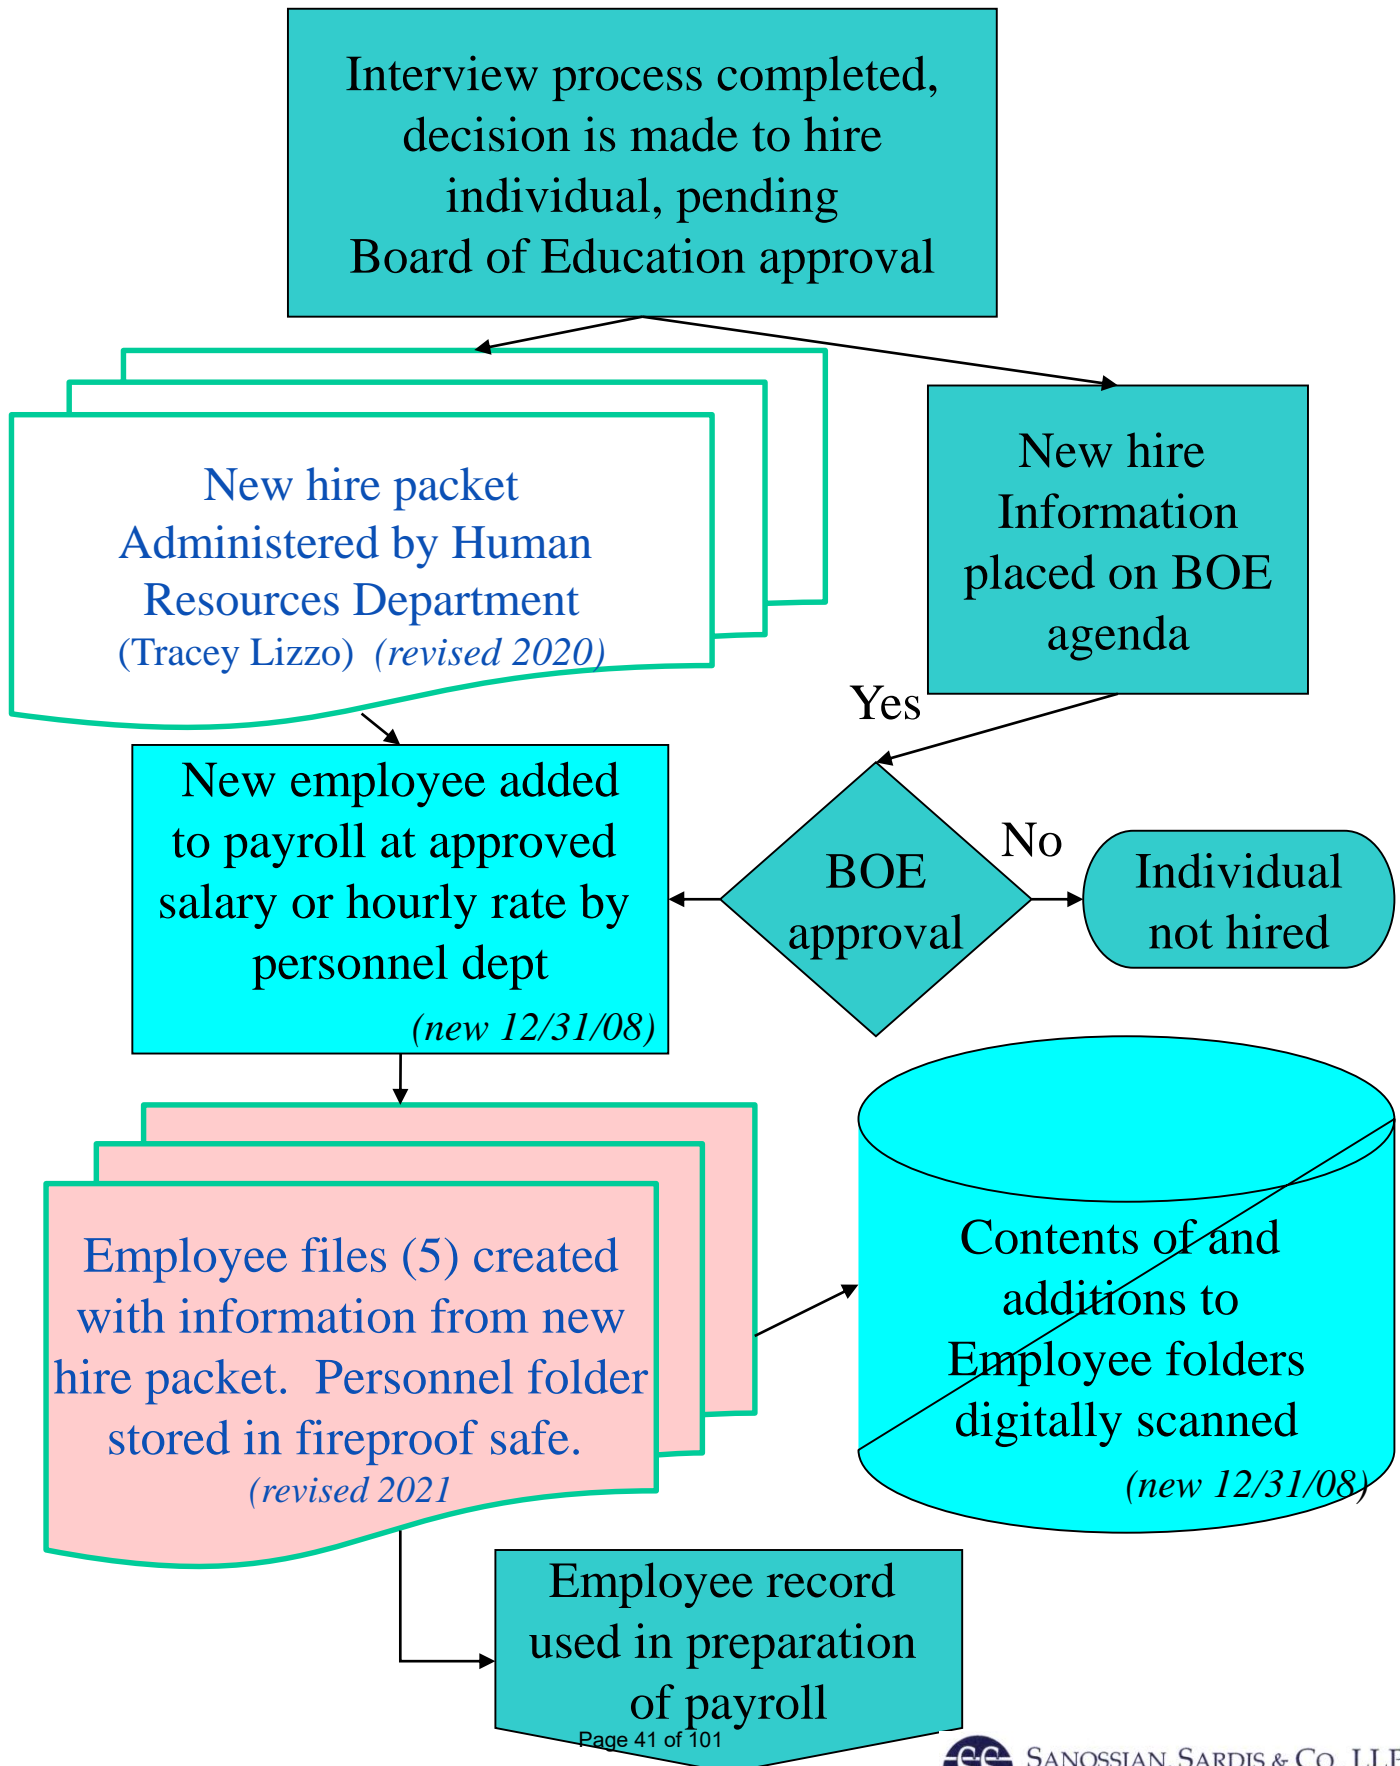 Interview process completed,
decision is made to hire
individual, pending
Board of Education approval
New hire packet
Administered by Human
Resources Department
(Tracey Lizzo) (revised 2020)
New hire
Information
placed on BOE
agenda
Yes
New employee added
to payroll at approved
salary or hourly rate by
personnel dept
(new 12/31/08)
BOE
approval
No
Individual
not hired
Employee files (5) created
with information from new
hire packet. Personnel folder
stored in fireproof safe.
(revised 2021
Contents of and
additions to
Employee folders
digitally scanned
(new 12/31/08)
Employee record
used in preparation
of payroll
Page 41 of 101
SANOSSIAN, SARDIS & CO., LLP